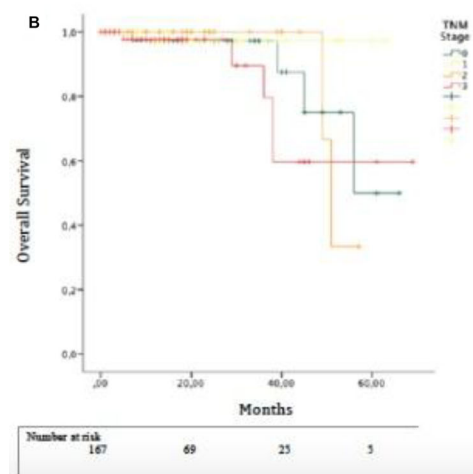 B
TNM
Stage
0
1
2
3
1,0
0,8
0,6
0,4
0,2
0,0
Overall Survival
,00 20,00 40,00 60,00
Months
Number at risk
167 69 25 5